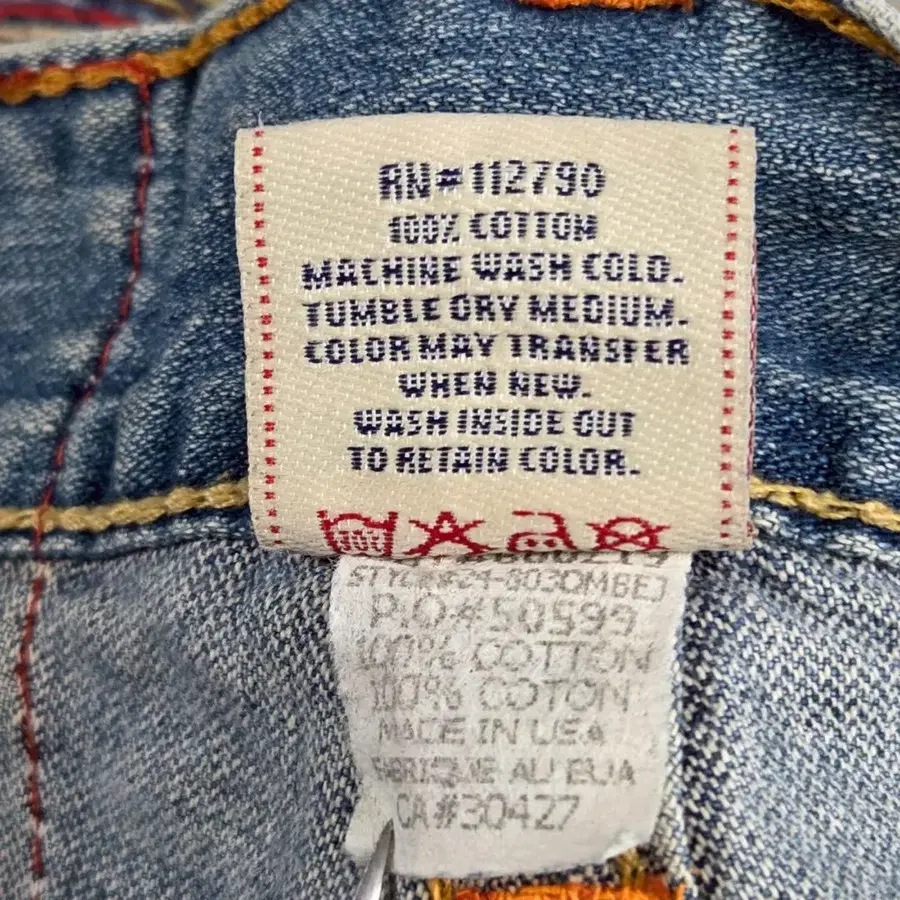 RN#112790
100% COTTON
MACHINE WASH COLD.
TUMBLE DRY MEDIUM.
COLOR MAY TRANSFER
WHEN NEW.
WASH INSIDE OUT
TO RETAIN COLOR.
P.O#50599
100% COTTON
100% COTON
MADE IN USA
FABRIQUE AU EUA
CA#30427